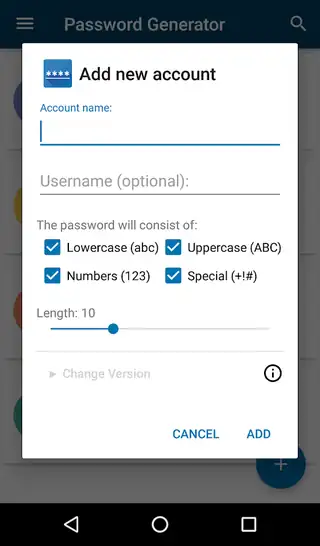 Password Generator
****
Add new account
Account name:
Username (optional):
The password will consist of:
Lowercase (abc) Uppercase (ABC)
Numbers (123) Special (+!#)
Length: 10
► Change Version
CANCEL ADD
+